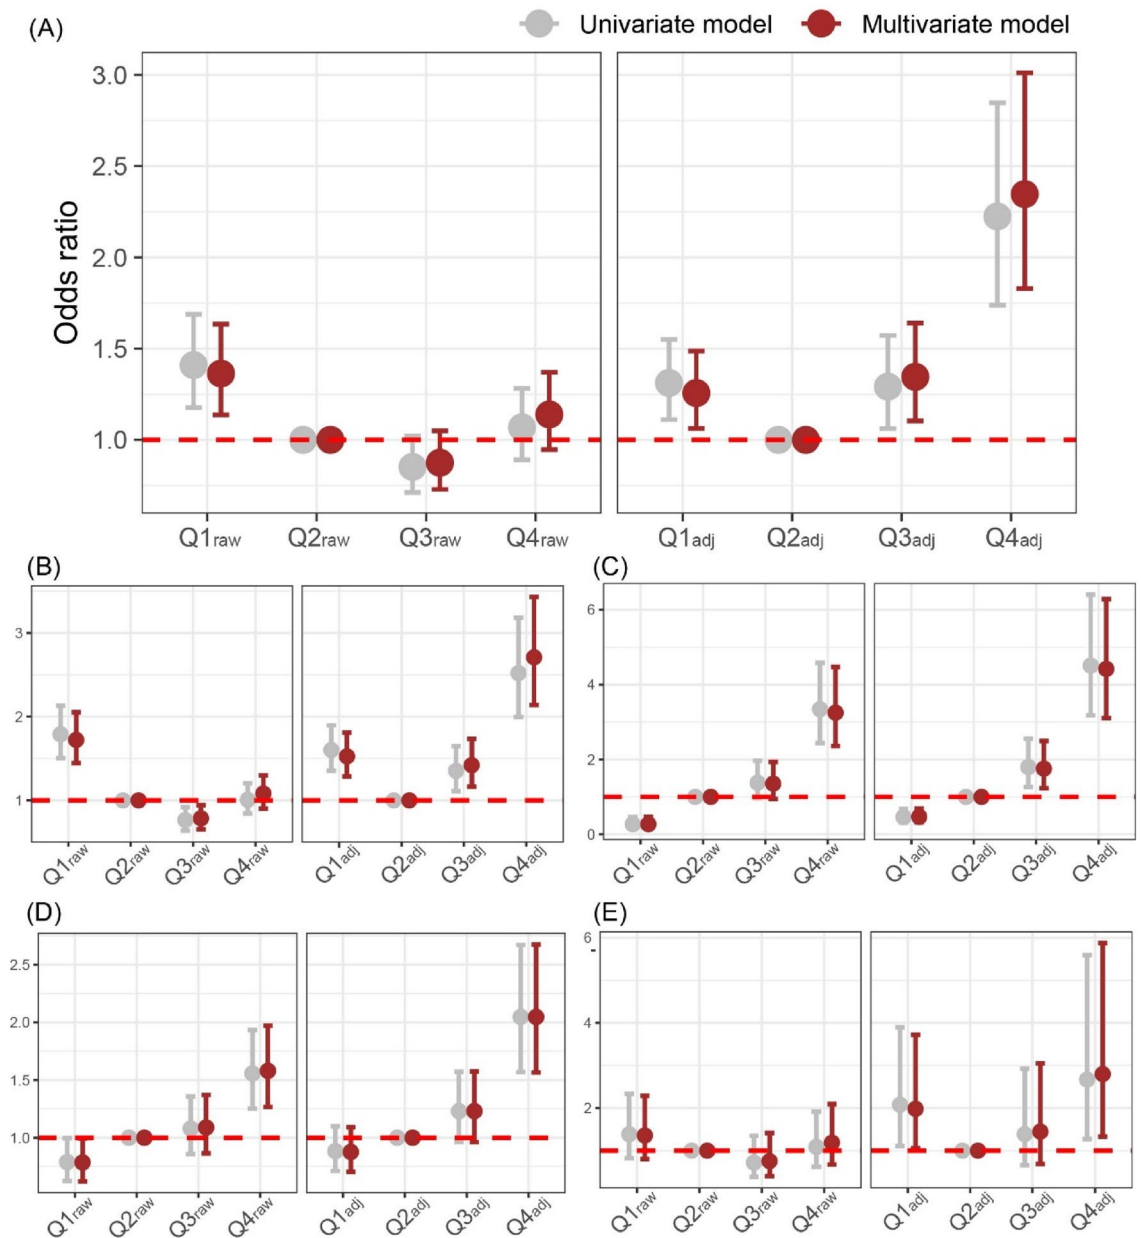 (A) Univariate model Multivariate model
3.0
2.5
2.0
1.5
1.0
Odds ratio
Q1raw Q2raw Q3raw Q4raw Q1adj Q2adj Q3adj Q4adj
(B) (C)
3
2
1
Q1raw Q2raw Q3raw Q4raw Q1adj Q2adj Q3adj Q4adj
6
4
2
0
Q1raw Q2raw Q3raw Q4raw Q1adj Q2adj Q3adj Q4adj
(D) (E)
2.5
2.0
1.5
1.0
Q1raw Q2raw Q3raw Q4raw Q1adj Q2adj Q3adj Q4adj
6
4
2
Q1raw Q2raw Q3raw Q4raw Q1adj Q2adj Q3adj Q4adj